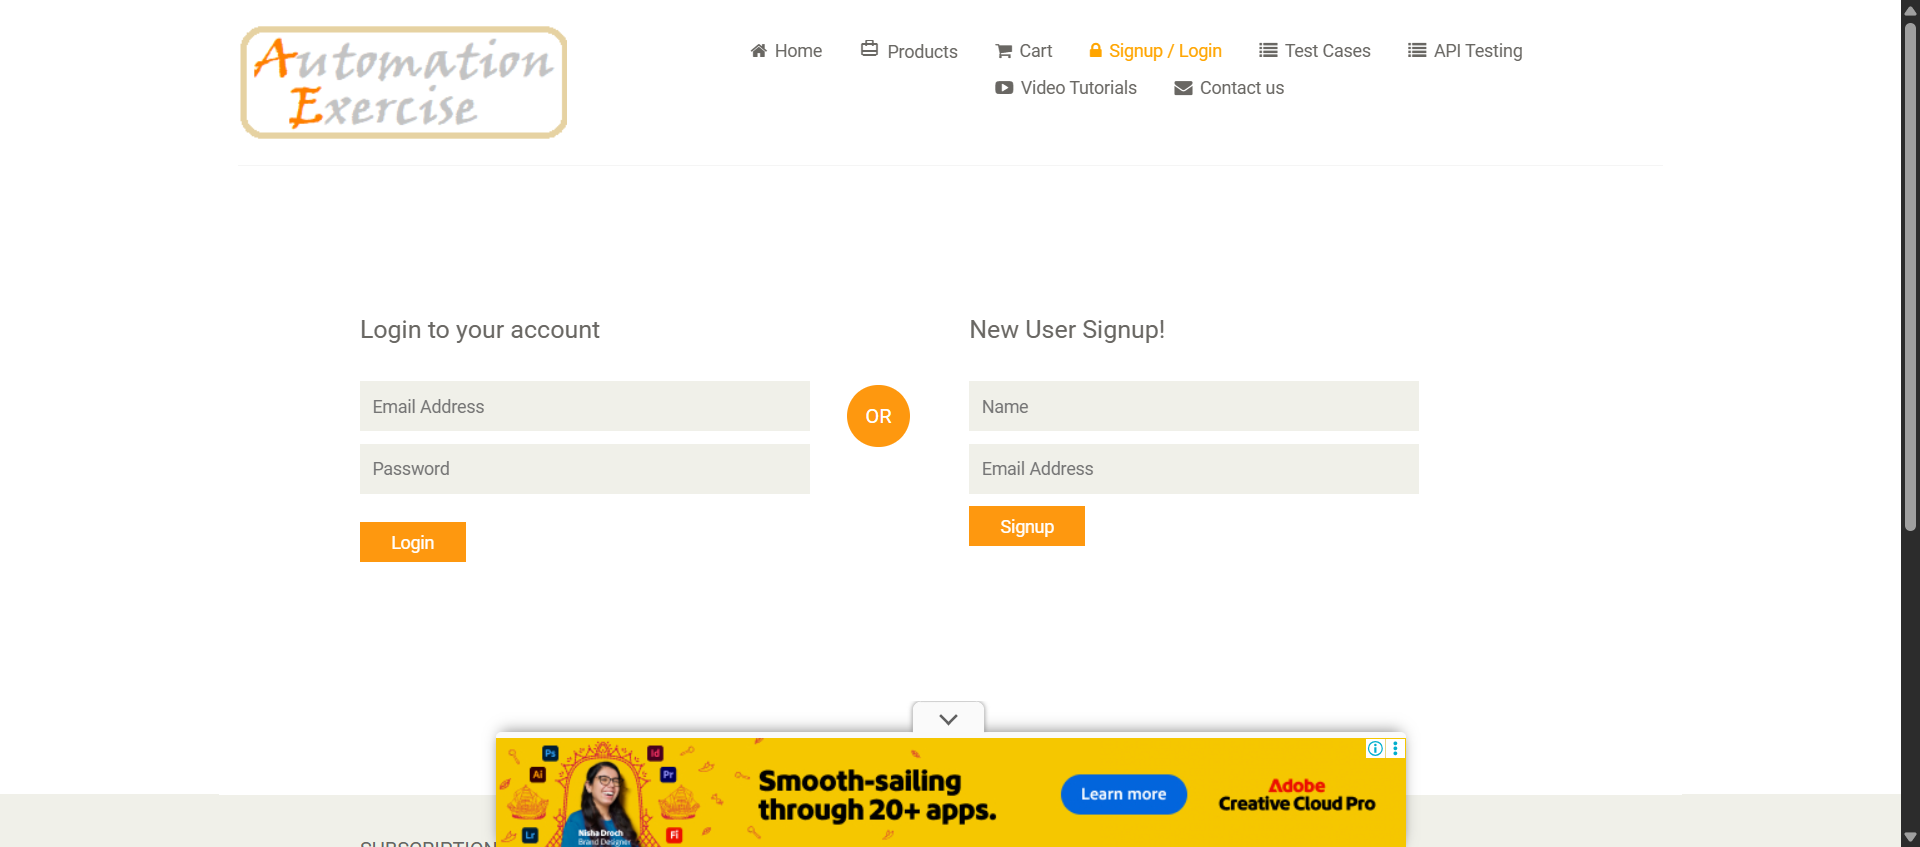 Automation
Exercise
Home
Products
Cart
Signup / Login
Test Cases
API Testing
Video Tutorials
Contact us
Login to your account
New User Signup!
Email Address
OR
Name
Password
Email Address
Login
Signup
Ps
Id
Ai
Pr
Lr
Fi
Nisha Droch
Brand Designer
Smooth-sailing
through 20+ apps.
Learn more
Adobe
Creative Cloud Pro
SUBSCRIPTION